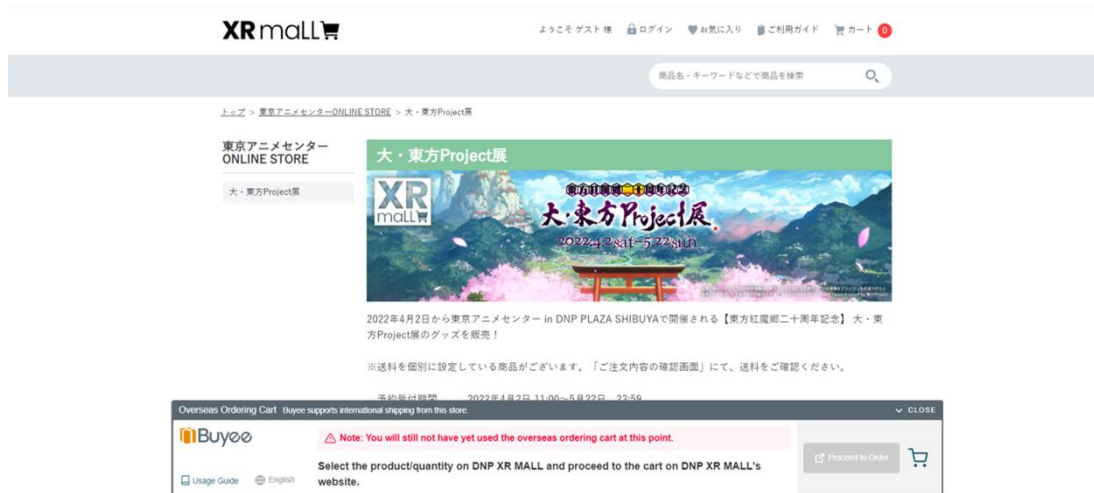 XR mall
ようこそ ゲスト 様 ログイン お気に入り ご利用ガイド カート 0
商品名・キーワードなどで商品を検索
トップ > 東京アニメセンターONLINE STORE > 大・東方Project展
東京アニメセンター
ONLINE STORE
大・東方Project展
大・東方Project展
XR
mall
東方紅魔郷二十周年記念
大・東方Project展
2022.4.2sat-5.22sun
2022年4月2日から東京アニメセンター in DNP PLAZA SHIBUYAで開催される【東方紅魔郷二十周年記念】 大・東
方Project展のグッズを販売！
※送料を個別に設定している商品がございます。「ご注文内容の確認画面」にて、送料をご確認ください。
予約受付期間 2022年4月2日 11:00～5月22日 23:59
Overseas Ordering Cart Buyee supports international shipping from this store.
CLOSE
Buyee
Note: You will still not have yet used the overseas ordering cart at this point.
Proceed to Order
Select the product/quantity on DNP XR MALL and proceed to the cart on DNP XR MALL's
website.
Usage Guide English